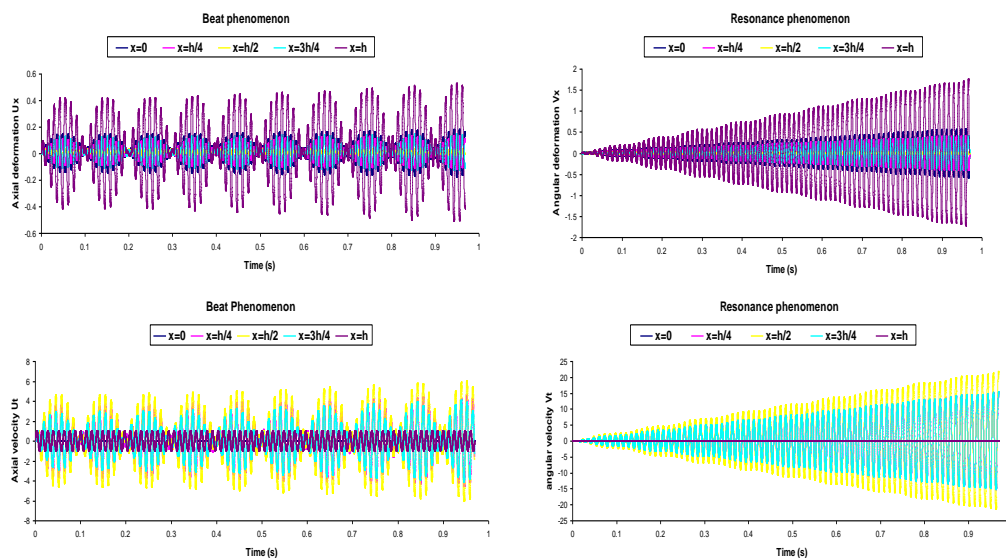 Beat phenomenon
x=0 x=h/4 x=h/2 x=3h/4 x=h
Axial deformation Ux
0.6
0.4
0.2
0
-0.2
-0.4
-0.6
0 0.1 0.2 0.3 0.4 0.5 0.6 0.7 0.8 0.9 1
Time (s)
Resonance phenomenon
x=0 x=h/4 x=h/2 x=3h/4 x=h
Angular deformation Vx
2
1.5
1
0.5
0
-0.5
-1
-1.5
-2
0 0.1 0.2 0.3 0.4 0.5 0.6 0.7 0.8 0.9 1
Time (s)
Beat Phenomenon
x=0 x=h/4 x=h/2 x=3h/4 x=h
Axial velocity Ut
8
6
4
2
0
-2
-4
-6
-8
0 0.1 0.2 0.3 0.4 0.5 0.6 0.7 0.8 0.9 1
Time (s)
Resonance phenomenon
x=0 x=h/4 x=h/2 x=3h/4 x=h
angular velocity Vt
25
20
15
10
5
0
-5
-10
-15
-20
-25
0 0.1 0.2 0.3 0.4 0.5 0.6 0.7 0.8 0.9
Time (s)